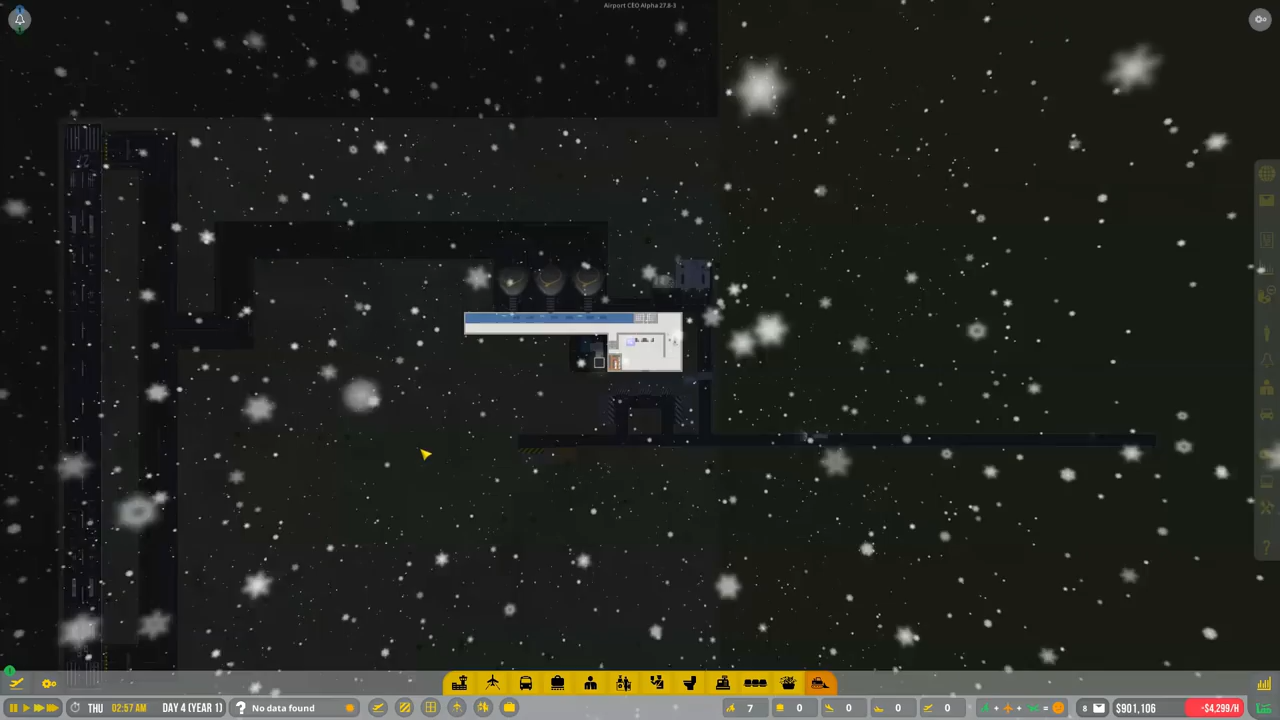 Airport CEO Alpha 27.8-3
THU 02:57 AM DAY 4 (YEAR 1) ? No data found 7 0 0 0 0 8 $901,106 -$4,299/H